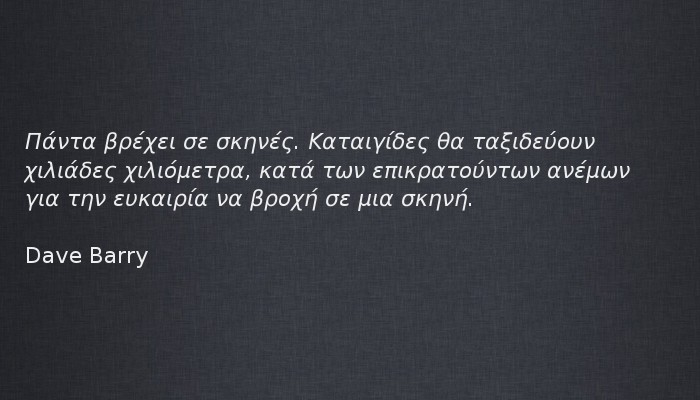 Πάντα βρέχει σε σκηνές. Καταιγίδες θα ταξιδεύουν
χιλιάδες χιλιόμετρα, κατά των επικρατούντων ανέμων
για την ευκαιρία να βροχή σε μια σκηνή.
Dave Barry